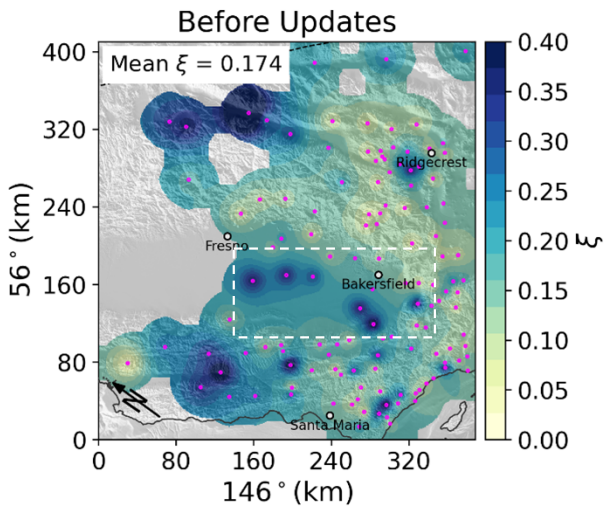 Before Updates
Mean ξ = 0.174
400
320
240
160
80
0
56°(km)
Ridgecrest
Fresno
Bakersfield
Santa Maria
0 80 160 240 320
146°(km)
0.40
0.35
0.30
0.25
0.20
0.15
0.10
0.05
0.00
ξ